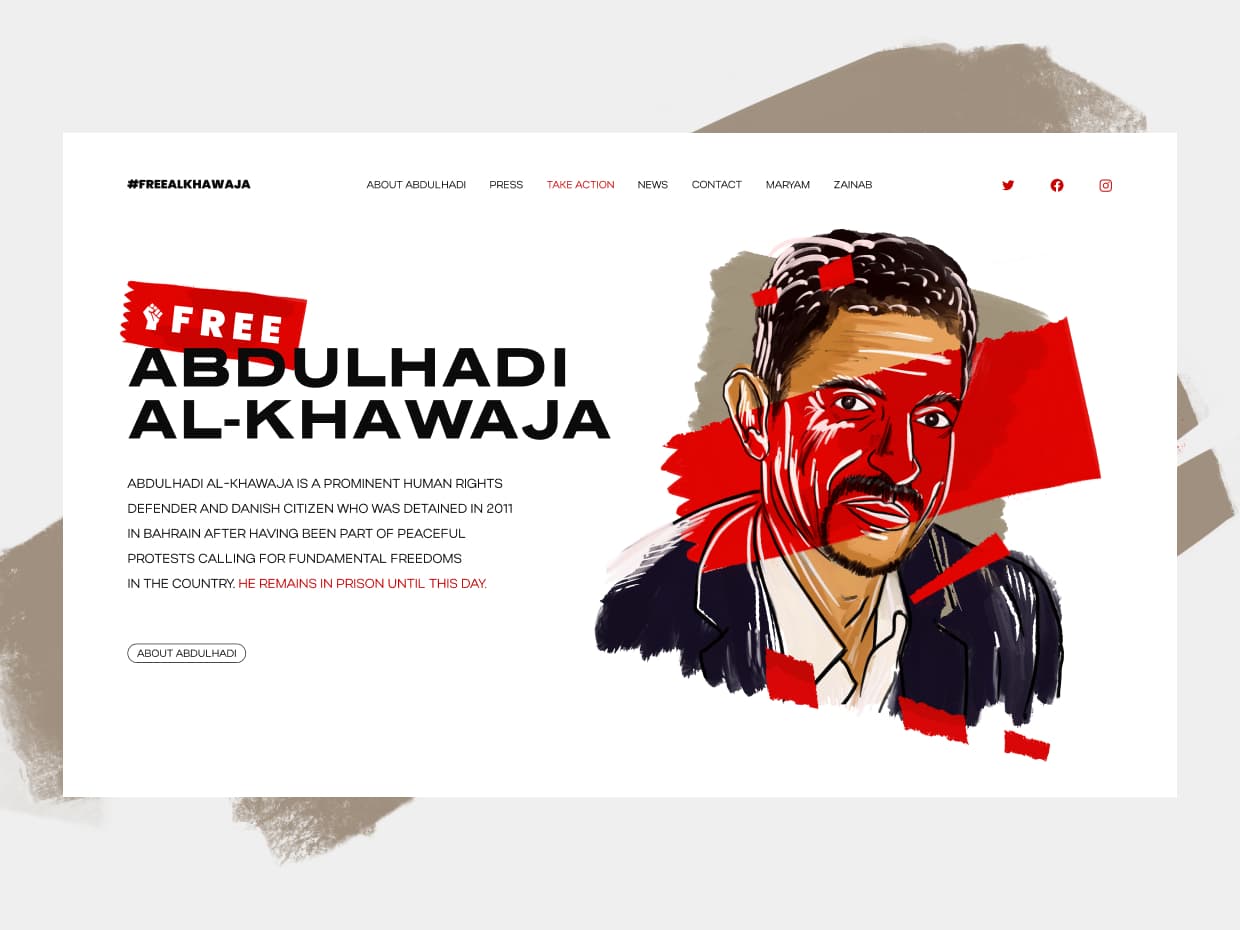 #FREEALKHAWAJA
ABOUT ABDULHADI PRESS TAKE ACTION NEWS CONTACT MARYAM ZAINAB
FREE
ABDULHADI
AL-KHAWAJA
ABDULHADI AL-KHAWAJA IS A PROMINENT HUMAN RIGHTS
DEFENDER AND DANISH CITIZEN WHO WAS DETAINED IN 2011
IN BAHRAIN AFTER HAVING BEEN PART OF PEACEFUL
PROTESTS CALLING FOR FUNDAMENTAL FREEDOMS
IN THE COUNTRY. HE REMAINS IN PRISON UNTIL THIS DAY.
ABOUT ABDULHADI